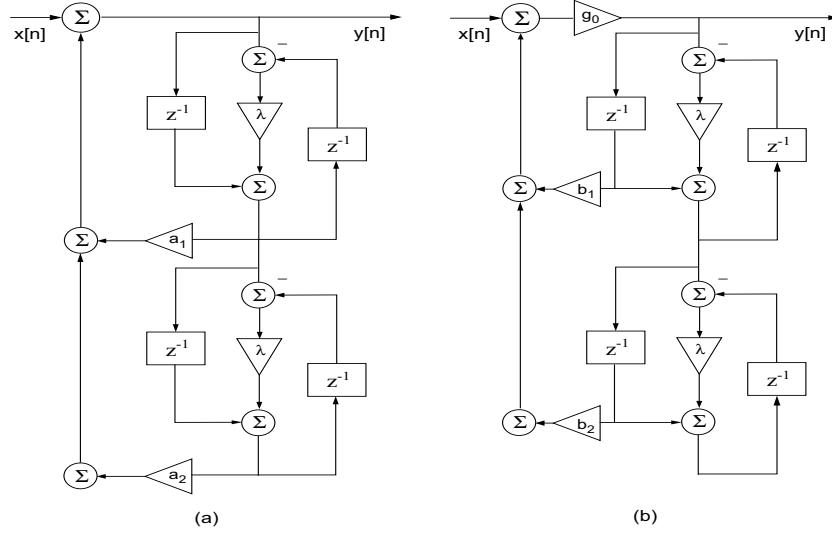 Σ
x[n]
y[n]
−
Σ
z⁻¹
λ
z⁻¹
Σ
Σ
a₁
−
Σ
z⁻¹
λ
z⁻¹
Σ
Σ
a₂
(a)
Σ
g₀
x[n]
y[n]
−
Σ
z⁻¹
λ
z⁻¹
Σ
b₁
Σ
−
Σ
z⁻¹
λ
z⁻¹
Σ
b₂
Σ
(b)